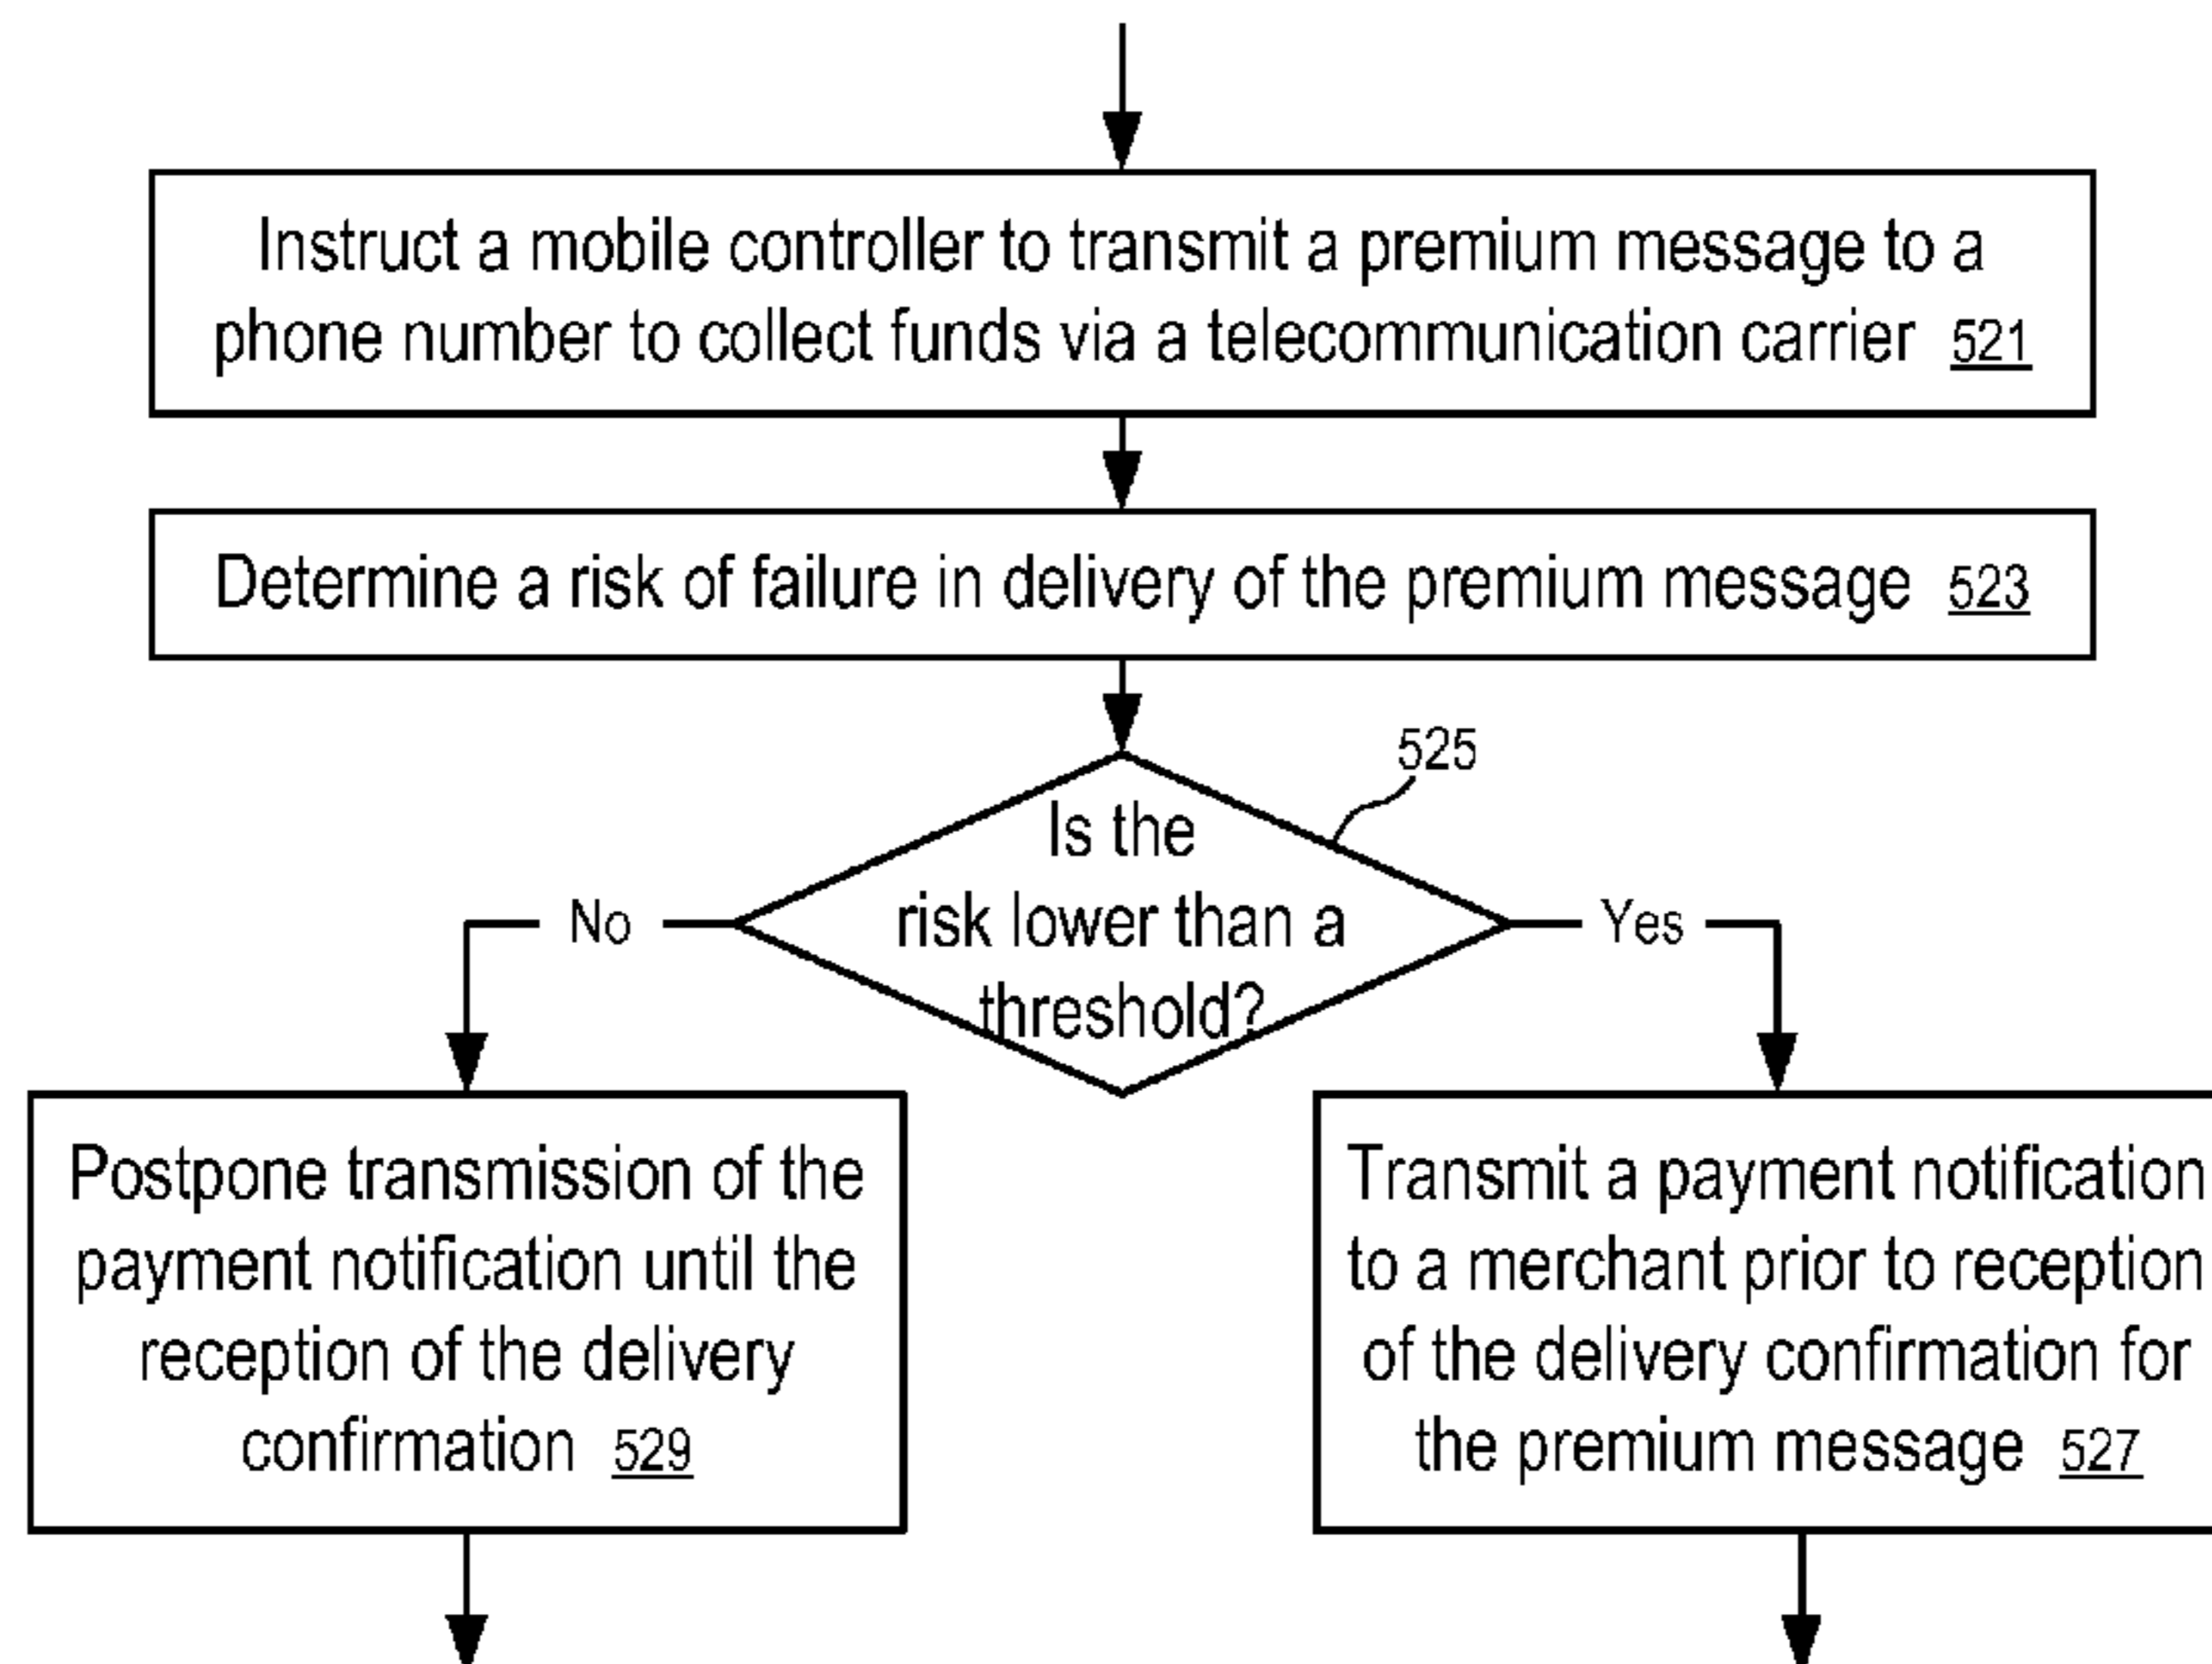 Instruct a mobile controller to transmit a premium message to a
phone number to collect funds via a telecommunication carrier 521
Determine a risk of failure in delivery of the premium message 523
525
Is the
risk lower than a
threshold?
No
Yes
Postpone transmission of the
payment notification until the
reception of the delivery
confirmation 529
Transmit a payment notification
to a merchant prior to reception
of the delivery confirmation for
the premium message 527